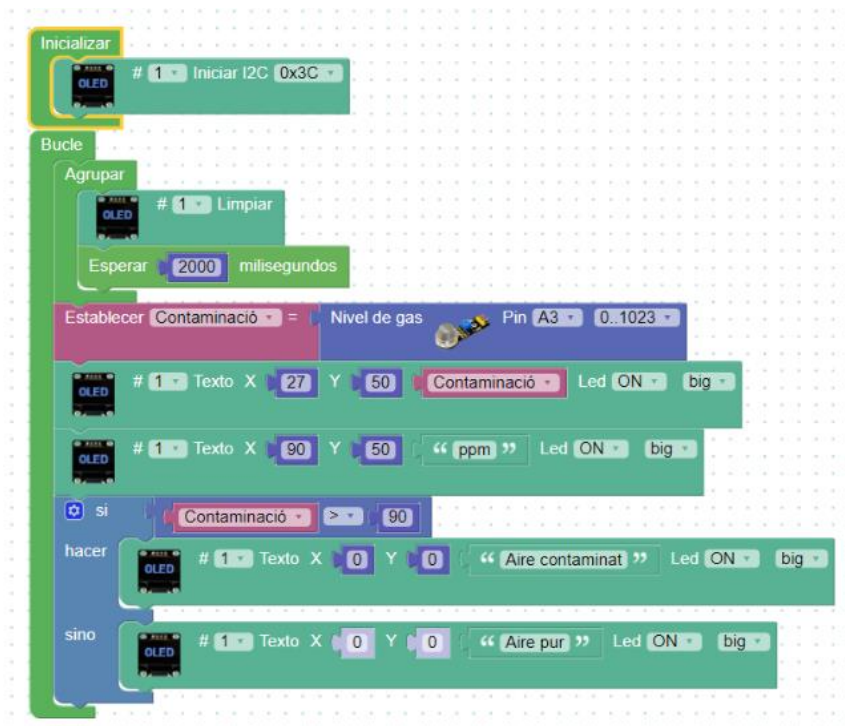 Inicializar
OLED # 1 Iniciar I2C 0x3C
Bucle
Agrupar
OLED # 1 Limpiar
Esperar 2000 milisegundos
Establecer Contaminació = Nivel de gas Pin A3 0..1023
OLED # 1 Texto X 27 Y 50 Contaminació Led ON big
OLED # 1 Texto X 90 Y 50 “ ppm ” Led ON big
si Contaminació > 90
hacer OLED # 1 Texto X 0 Y 0 “ Aire contaminat ” Led ON big
sino OLED # 1 Texto X 0 Y 0 “ Aire pur ” Led ON big